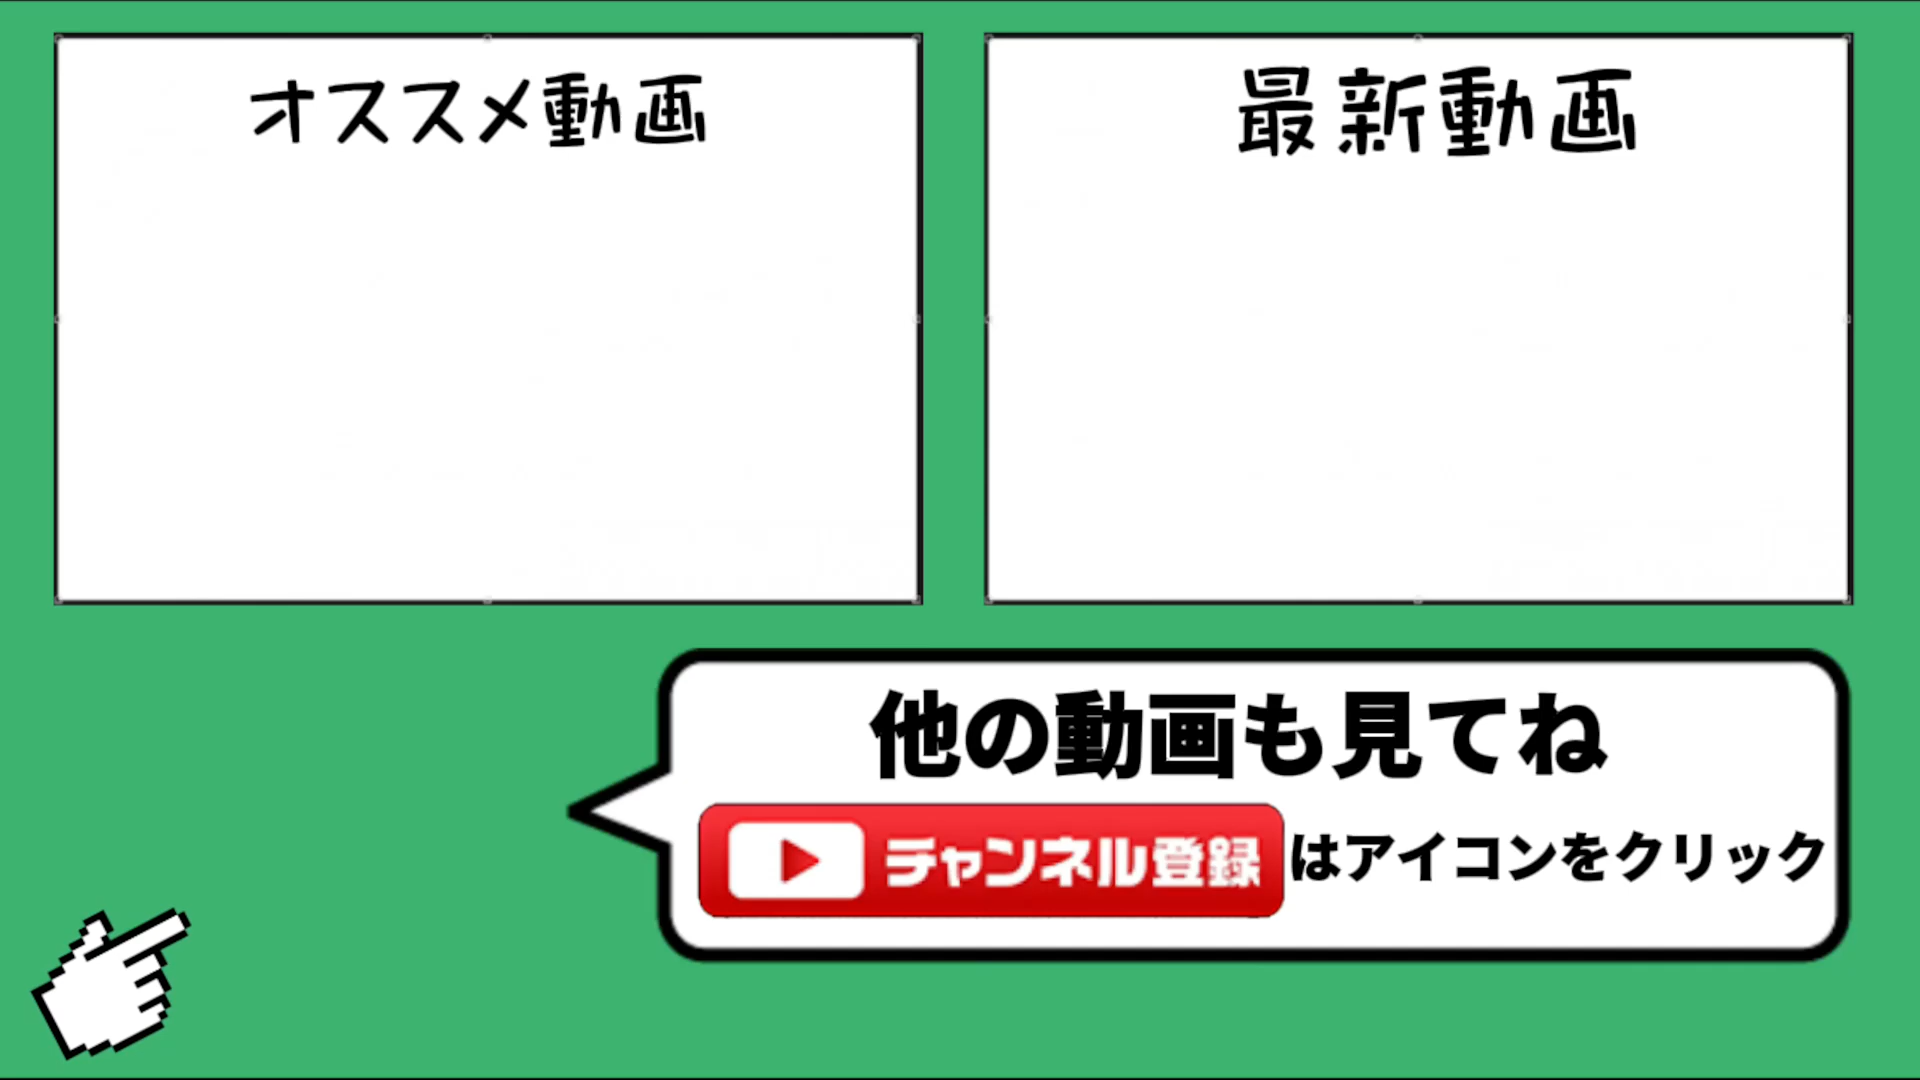 オススメ動画
最新動画
他の動画も見てね
チャンネル登録はアイコンをクリック